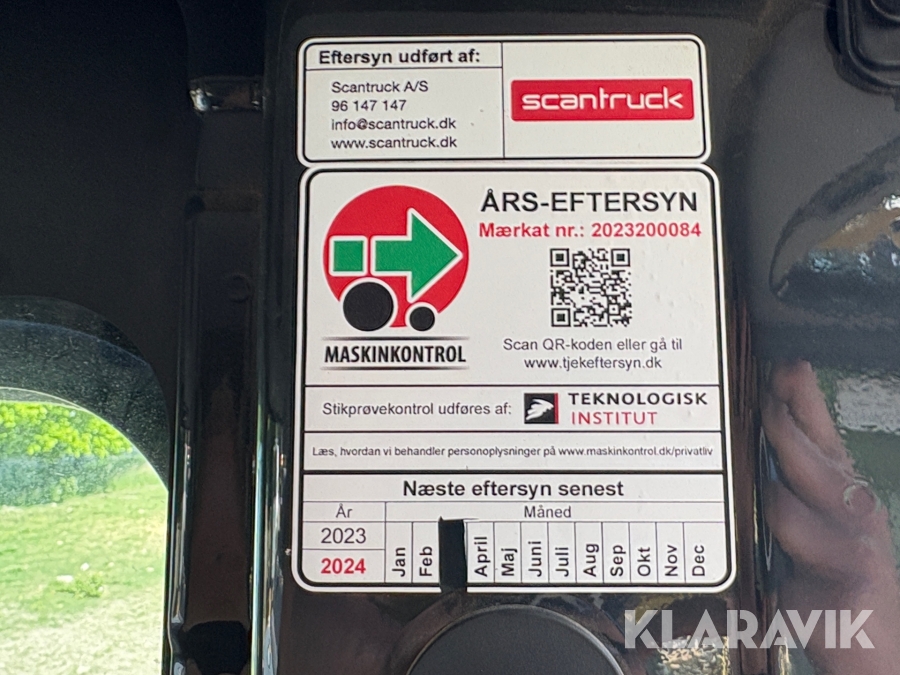 Eftersyn udført af:
Scantruck A/S
96 147 147
info@scantruck.dk
www.scantruck.dk
scantruck
ÅRS-EFTERSYN
Mærkat nr.: 2023200084
MASKINKONTROL
Scan QR-koden eller gå til
www.tjekeftersyn.dk
Stikprøvekontrol udføres af:
TEKNOLOGISK
INSTITUT
Læs, hvordan vi behandler personoplysninger på www.maskinkontrol.dk/privatliv
Næste eftersyn senest
År Måned
2023
2024
Jan Feb April Maj Juni Juli Aug Sep Okt Nov Dec
KLARAVIK